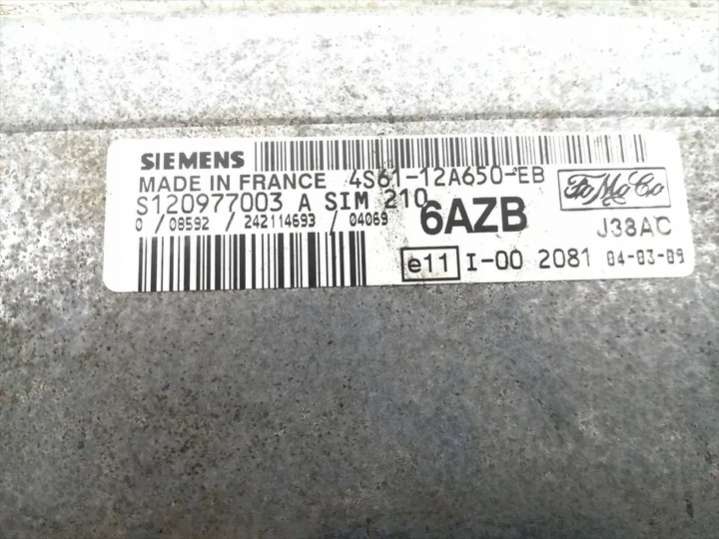 SIEMENS
MADE IN FRANCE 4S61-12A650-EB
S120977003 A SIM 210
FoMoCo
0 / 08592 / 242114693 / 04069
6AZB
J38AC
e11 I-00 2081 04-03-09